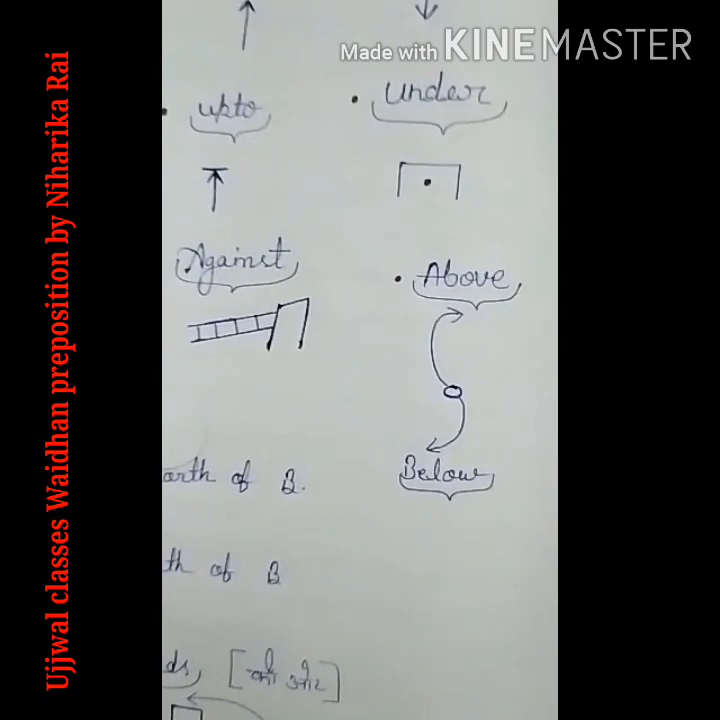 Made with KINEMASTER
Ujjwal classes Waidhan preposition by Niharika Rai
upto
Under
Against
Above
Below
arth of B.
th of B
ds, [की ओर]